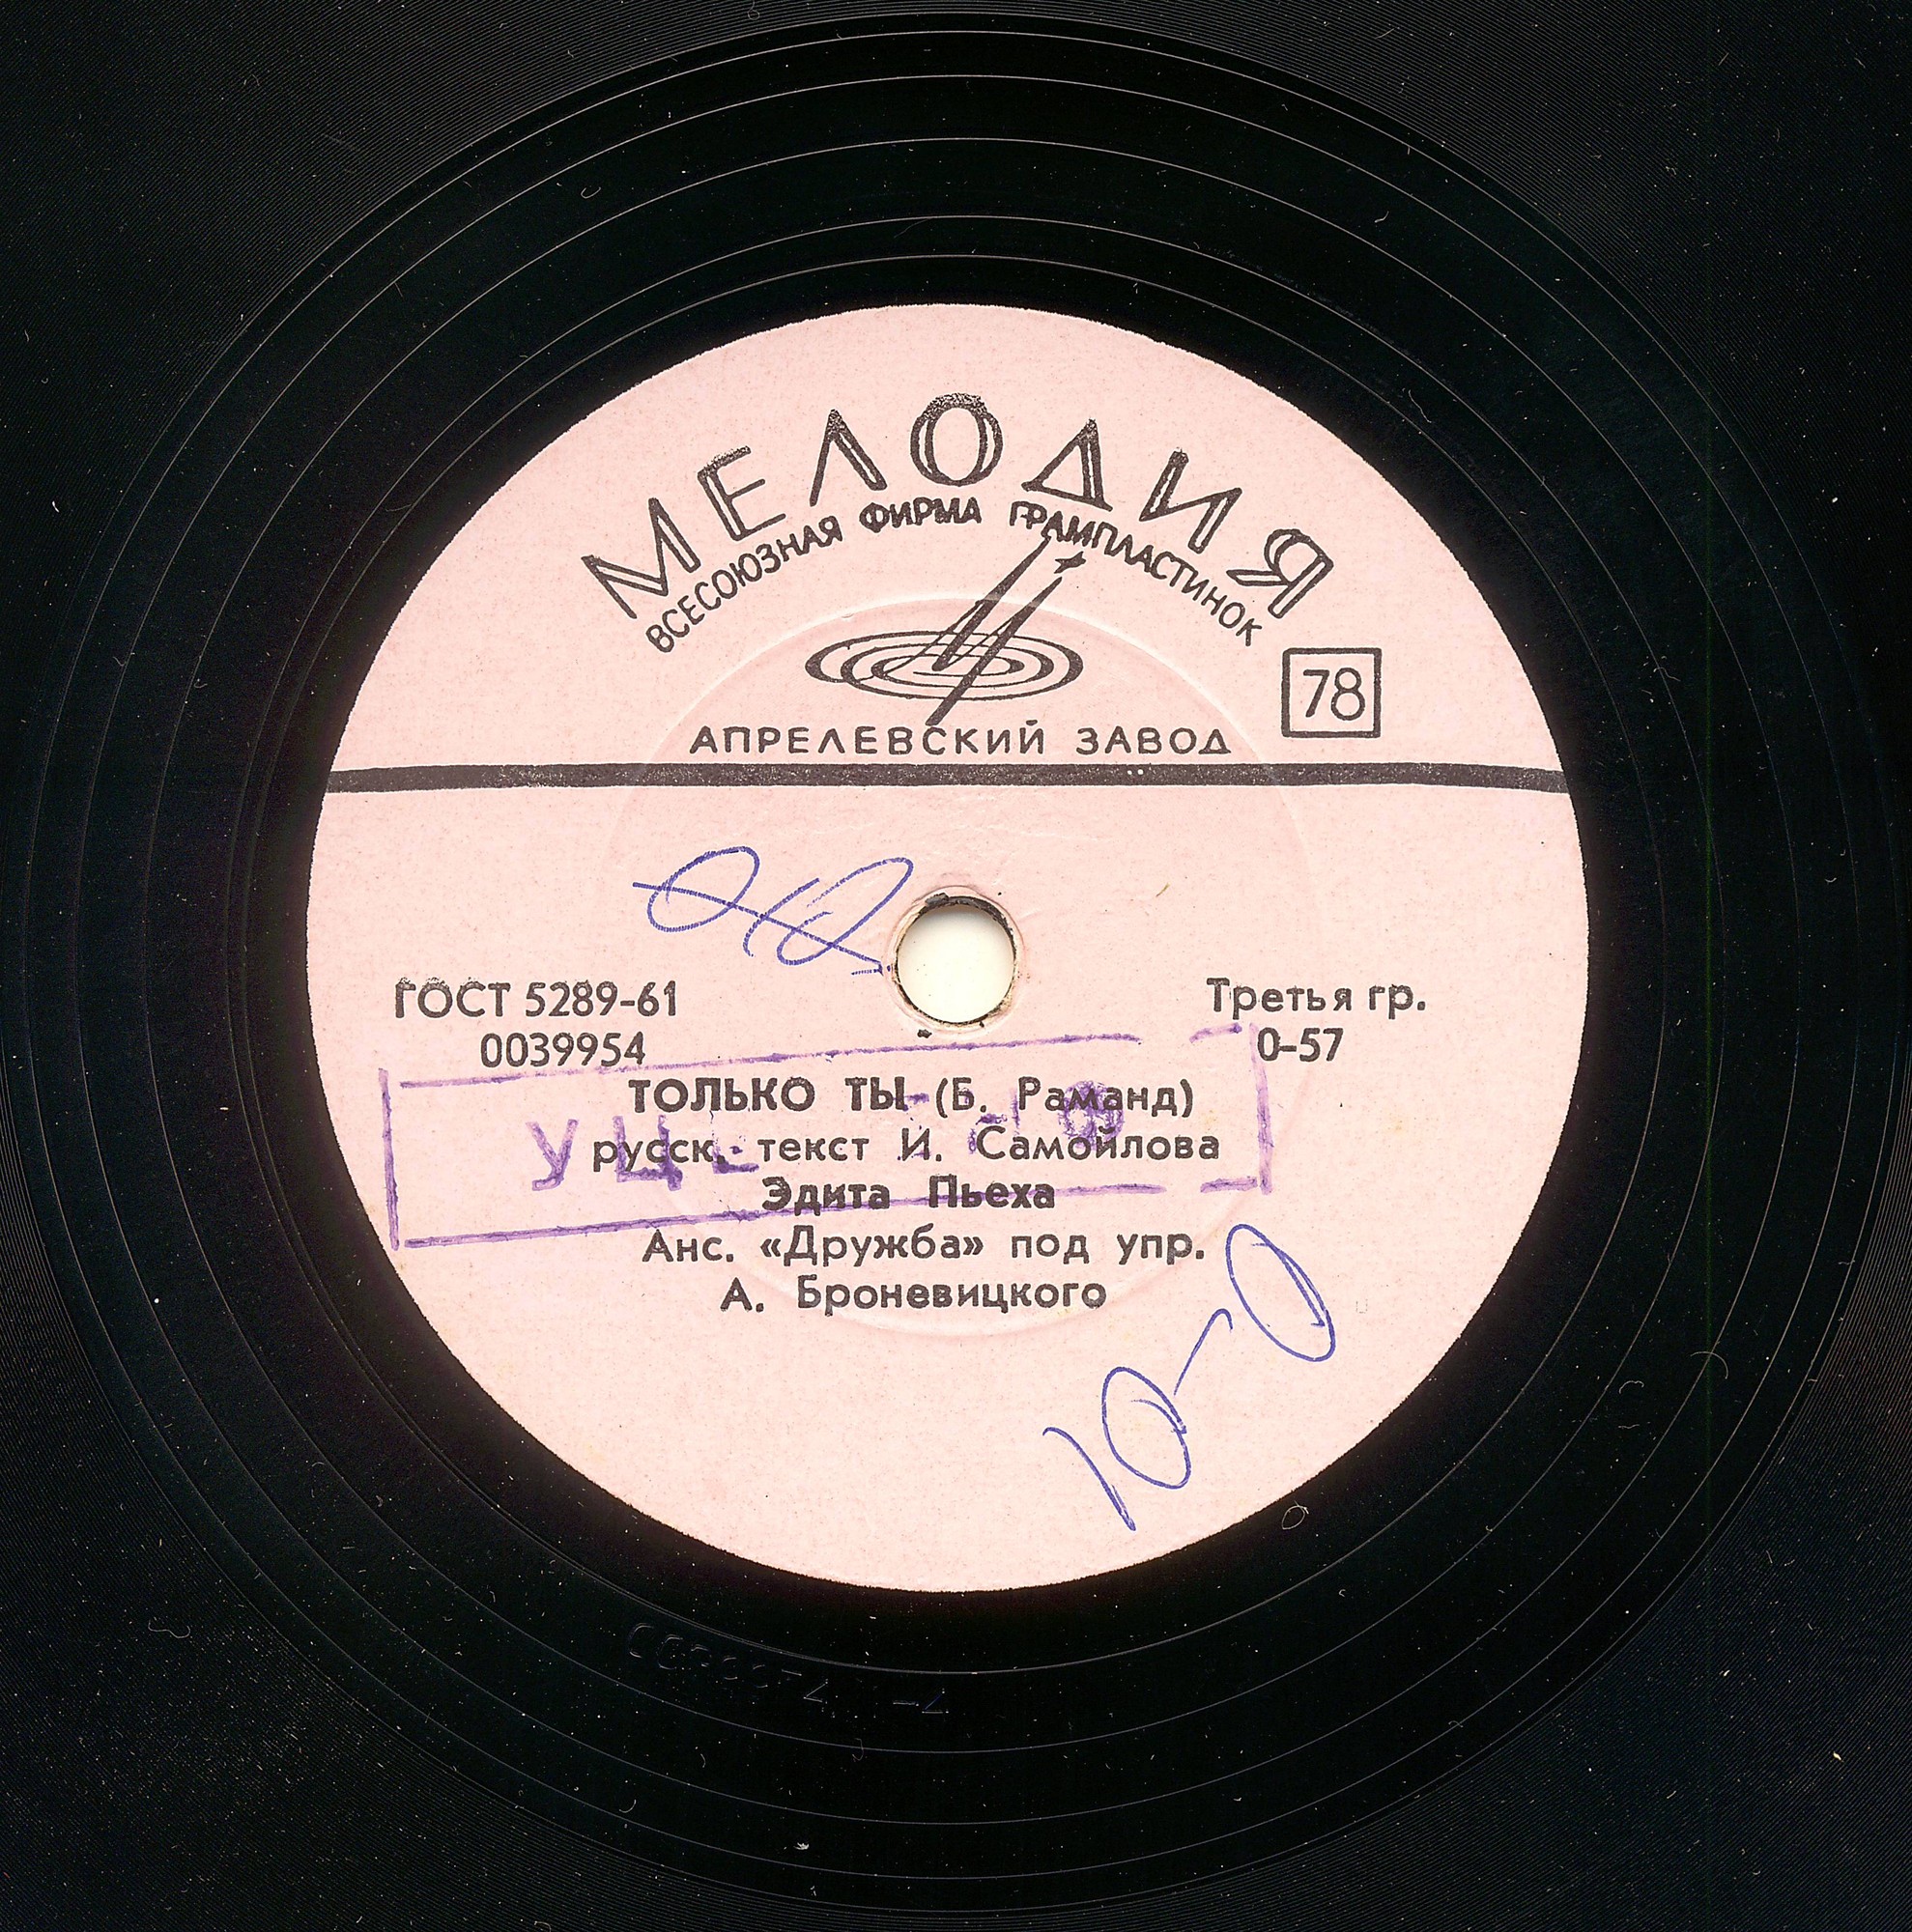 МЕЛОДИЯ
ВСЕСОЮЗНАЯ ФИРМА ГРАМПЛАСТИНОК
78
АПРЕЛЕВСКИЙ ЗАВОД
ГОСТ 5289-61
Третья гр.
0039954
0-57
ТОЛЬКО ТЫ (Б. Раманд)
русск. текст И. Самойлова
Эдита Пьеха
Анс. «Дружба» под упр.
А. Броневицкого
10-0